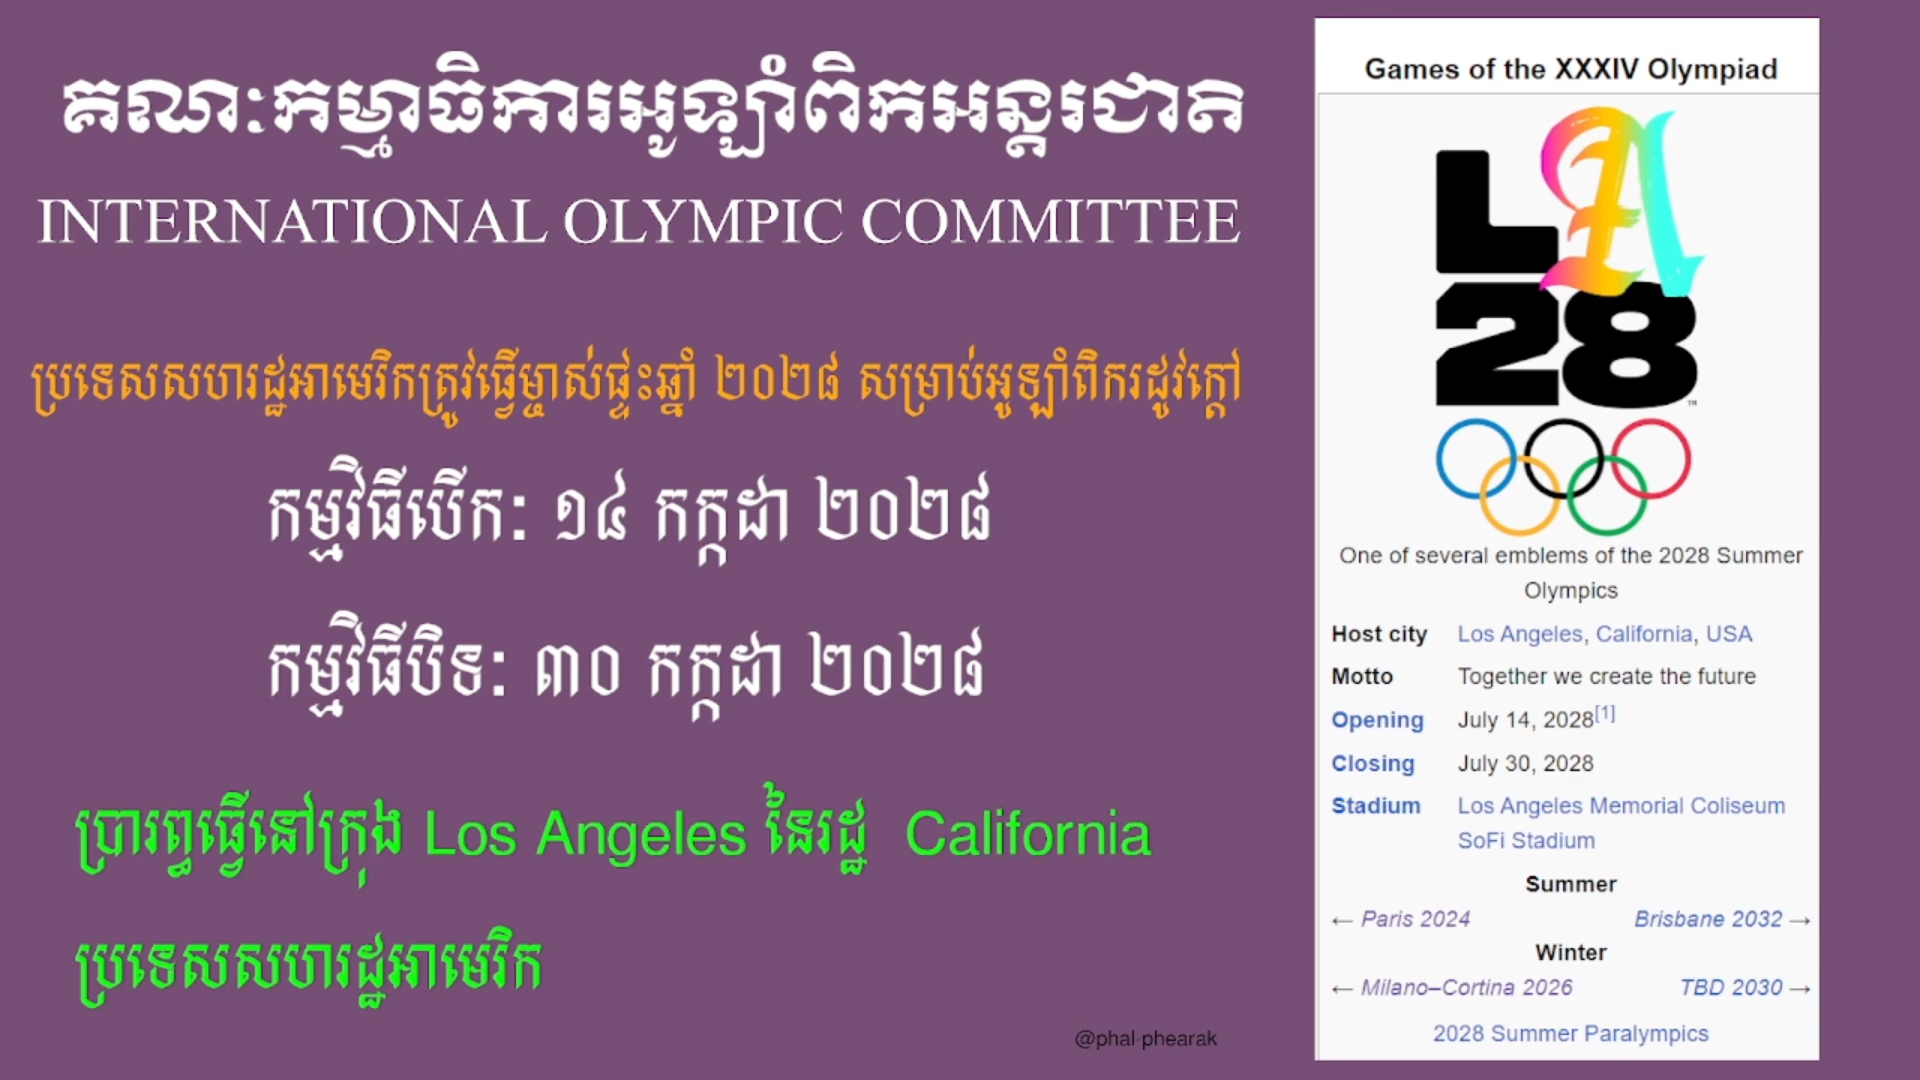 គណៈកម្មាធិការអូឡាំពិកអន្តរជាតិ
INTERNATIONAL OLYMPIC COMMITTEE
ប្រទេសសហរដ្ឋអាមេរិកត្រូវធ្វើម្ចាស់ផ្ទះឆ្នាំ ២០២៨ សម្រាប់អូឡាំពិករដូវក្តៅ
កម្មវិធីបើក: ១៤ កក្កដា ២០២៨
កម្មវិធីបិទ: ៣០ កក្កដា ២០២៨
ប្រារព្ធធ្វើនៅក្រុង Los Angeles នៃរដ្ឋ California
ប្រទេសសហរដ្ឋអាមេរិក
@phal-phearak
Games of the XXXIV Olympiad
LA
28
™
One of several emblems of the 2028 Summer
Olympics
Host city Los Angeles, California, USA
Motto Together we create the future
Opening July 14, 2028[1]
Closing July 30, 2028
Stadium Los Angeles Memorial Coliseum
SoFi Stadium
Summer
← Paris 2024 Brisbane 2032 →
Winter
← Milano–Cortina 2026 TBD 2030 →
2028 Summer Paralympics